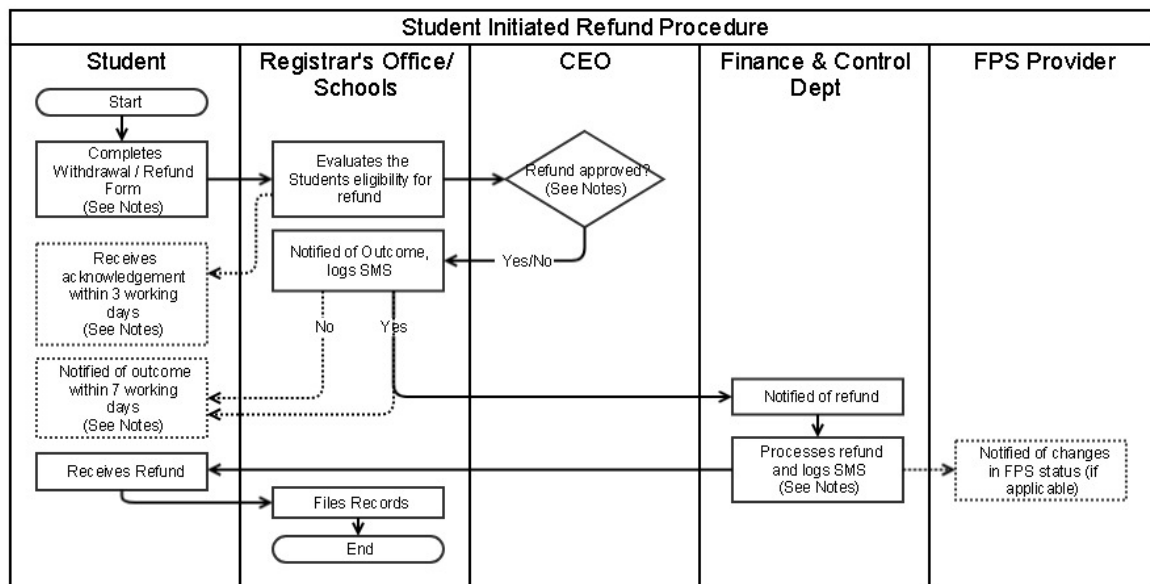 Student Initiated Refund Procedure
Student
Registrar's Office/
Schools
CEO
Finance & Control
Dept
FPS Provider
Start
Completes
Withdrawal / Refund
Form
(See Notes)
Evaluates the
Students eligibility for
refund
Refund approved?
(See Notes)
Receives
acknowledgement
within 3 working
days
(See Notes)
Notified of Outcome,
logs SMS
Yes/No
No
Yes
Notified of outcome
within 7 working
days
(See Notes)
Notified of refund
Receives Refund
Processes refund
and logs SMS
(See Notes)
Notified of changes
in FPS status (if
applicable)
Files Records
End